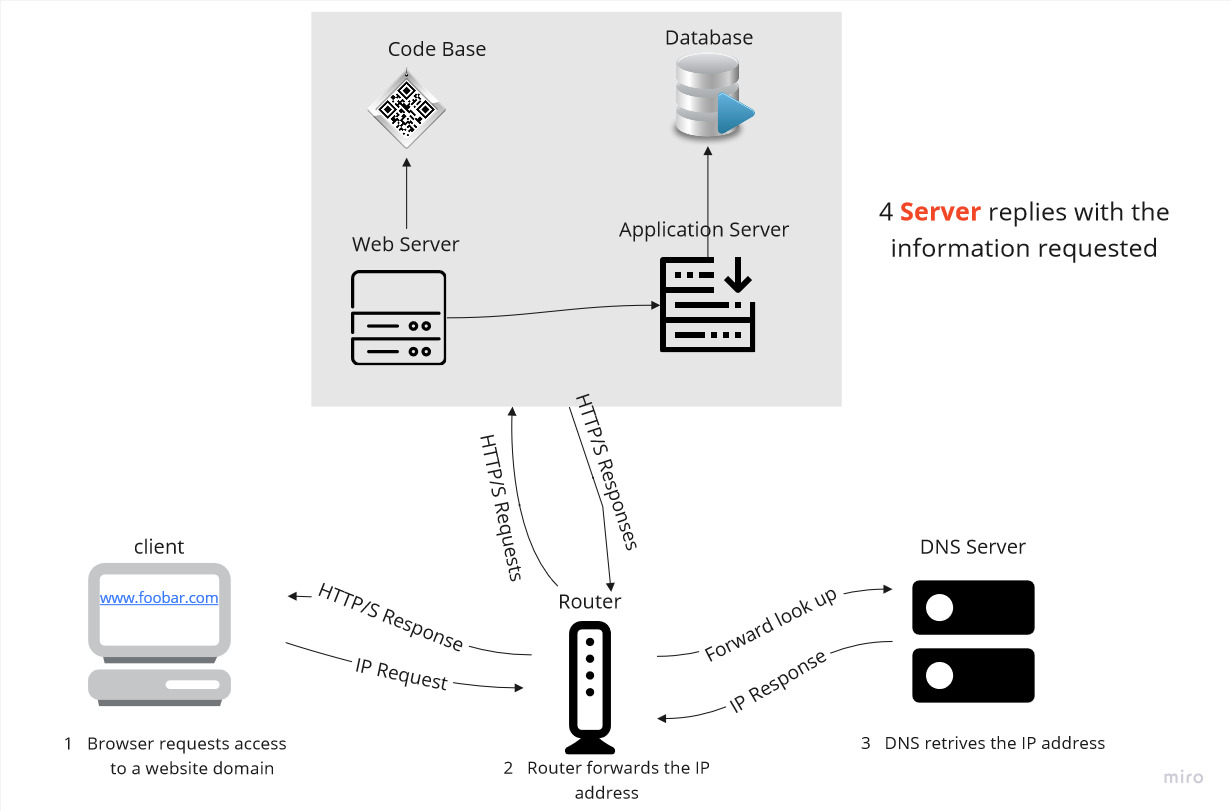 Code Base
Database
Web Server
Application Server
4 Server replies with the
information requested
HTTP/S Requests
HTTP/S Responses
client
www.foobar.com
HTTP/S Response
IP Request
Router
Forward look up
IP Response
DNS Server
1 Browser requests access
to a website domain
2 Router forwards the IP
address
3 DNS retrives the IP address
miro